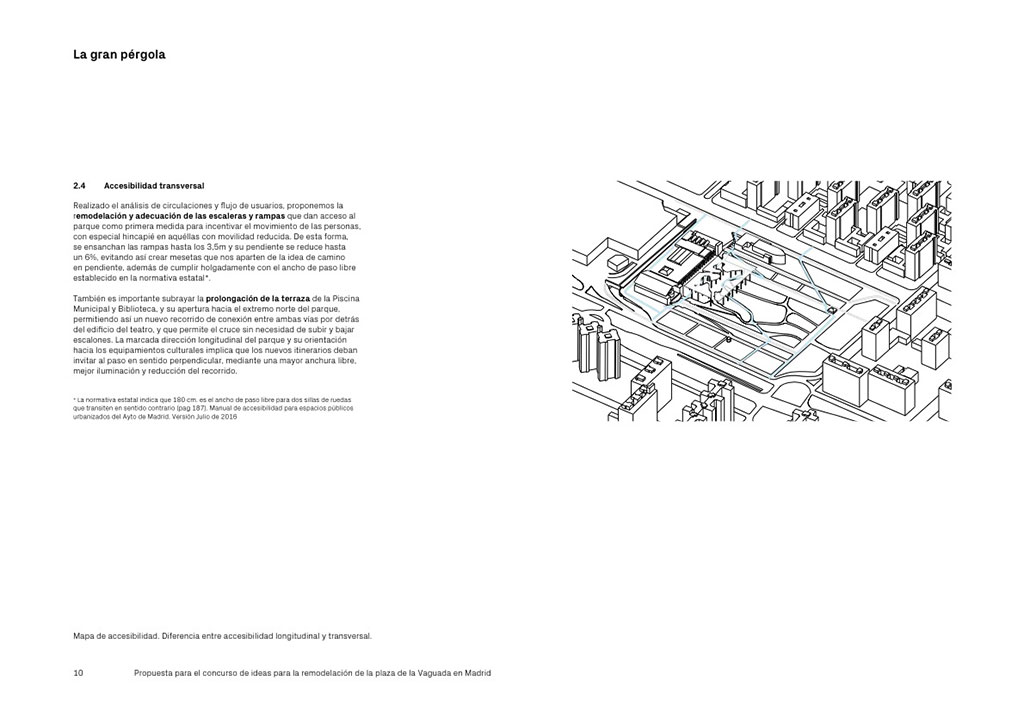 La gran pérgola
2.4 Accesibilidad transversal
Realizado el análisis de circulaciones y flujo de usuarios, proponemos la
remodelación y adecuación de las escaleras y rampas que dan acceso al
parque como primera medida para incentivar el movimiento de las personas,
con especial hincapié en aquéllas con movilidad reducida. De esta forma,
se ensanchan las rampas hasta los 3,5m y su pendiente se reduce hasta
un 6%, evitando así crear mesetas que nos aparten de la idea de camino
en pendiente, además de cumplir holgadamente con el ancho de paso libre
establecido en la normativa estatal*.
También es importante subrayar la prolongación de la terraza de la Piscina
Municipal y Biblioteca, y su apertura hacia el extremo norte del parque,
permitiendo así un nuevo recorrido de conexión entre ambas vías por detrás
del edificio del teatro, y que permite el cruce sin necesidad de subir y bajar
escalones. La marcada dirección longitudinal del parque y su orientación
hacia los equipamientos culturales implica que los nuevos itinerarios deban
invitar al paso en sentido perpendicular, mediante una mayor anchura libre,
mejor iluminación y reducción del recorrido.
* La normativa estatal indica que 180 cm. es el ancho de paso libre para dos sillas de ruedas
que transiten en sentido contrario (pag 187). Manual de accesibilidad para espacios públicos
urbanizados del Ayto de Madrid. Versión Julio de 2016
Mapa de accesibilidad. Diferencia entre accesibilidad longitudinal y transversal.
10 Propuesta para el concurso de ideas para la remodelación de la plaza de la Vaguada en Madrid